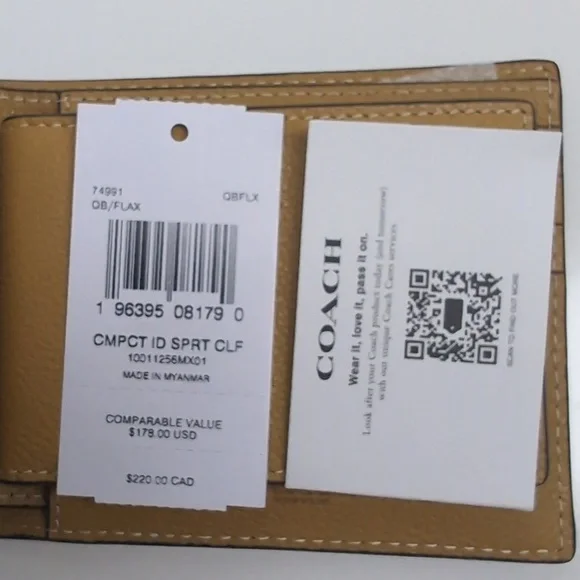 74991
QBFLX
QB/FLAX
1 96395 08179 0
CMPCT ID SPRT CLF
10011256MX01
MADE IN MYANMAR
COMPARABLE VALUE
$178.00 USD
$220.00 CAD
COACH
Wear it, love it, pass it on.
Look after your Coach product today (and tomorrow)
with our unique Coach Cares services
SCAN TO FIND OUT MORE